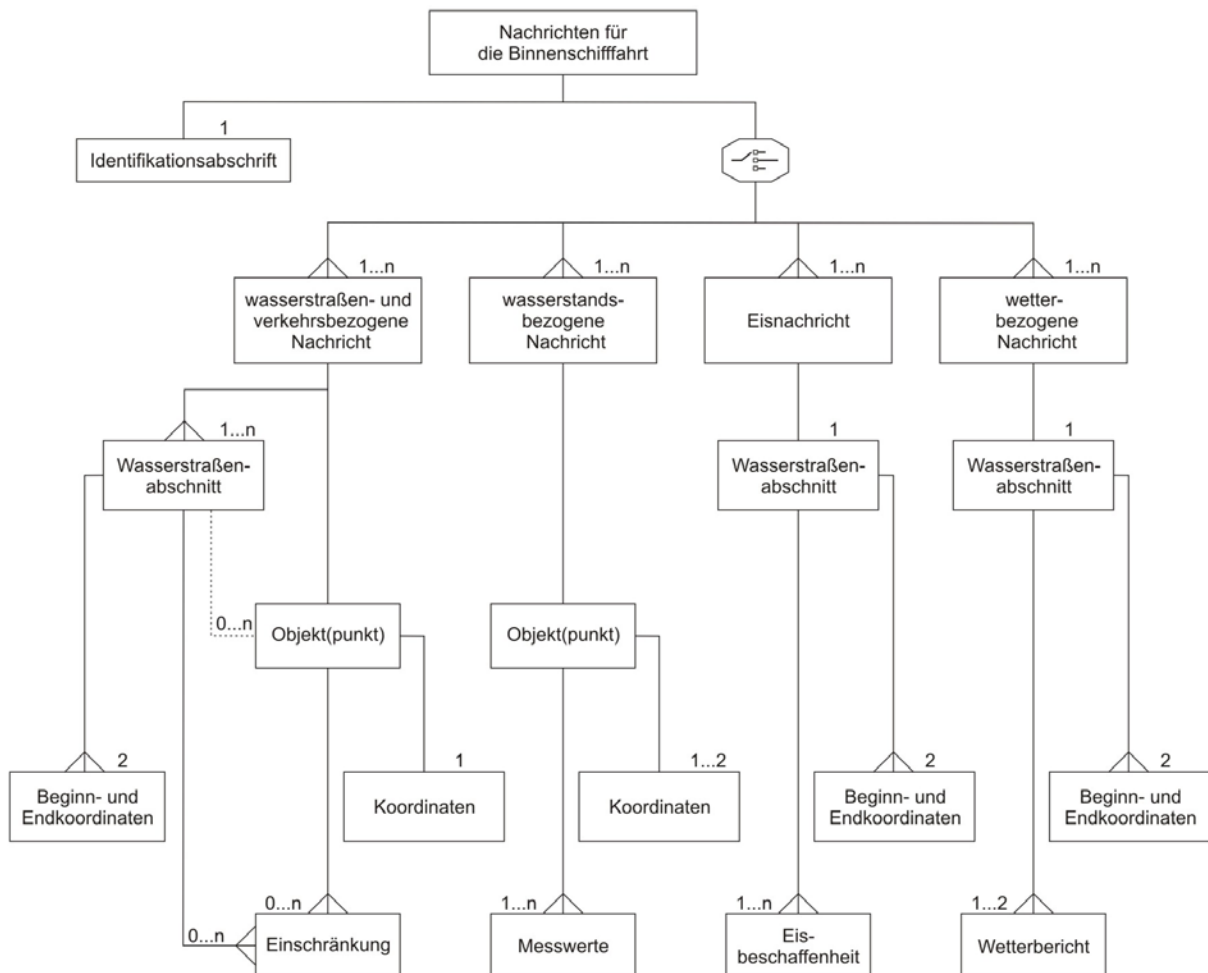 Nachrichten für
die Binnenschifffahrt
1
Identifikationsabschrift
1...n
1...n
1...n
1...n
wasserstraßen- und
verkehrsbezogene
Nachricht
wasserstands-
bezogene
Nachricht
Eisnachricht
wetter-
bezogene
Nachricht
1...n
1
1
Wasserstraßen-
abschnitt
Wasserstraßen-
abschnitt
Wasserstraßen-
abschnitt
0...n
Objekt(punkt)
Objekt(punkt)
2
1
1...2
2
2
Beginn- und
Endkoordinaten
Koordinaten
Koordinaten
Beginn- und
Endkoordinaten
Beginn- und
Endkoordinaten
0...n
0...n
1...n
1...n
1...2
Einschränkung
Messwerte
Eis-
beschaffenheit
Wetterbericht